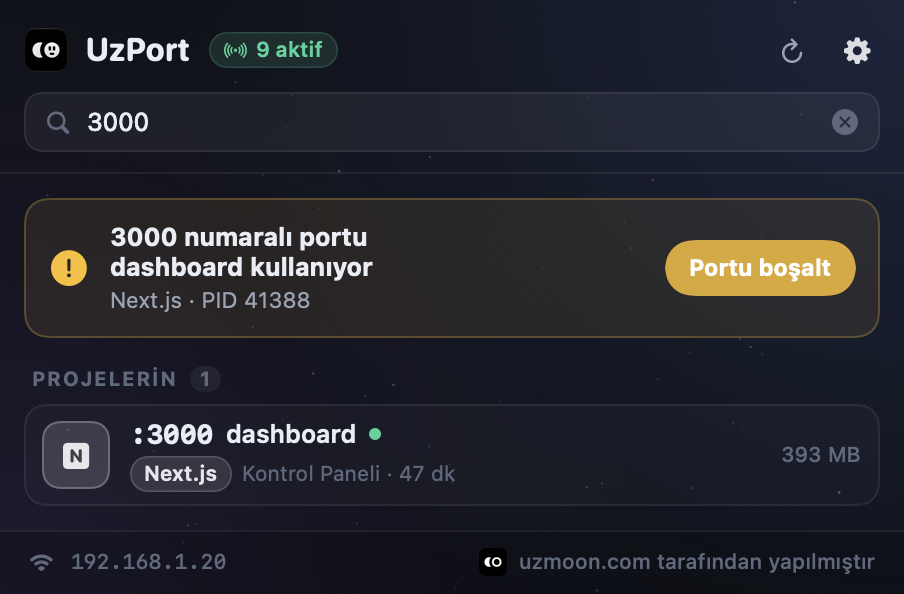 UzPort
9 aktif
3000
3000 numaralı portu
dashboard kullanıyor
Next.js · PID 41388
Portu boşalt
PROJELERİN 1
N
:3000 dashboard
Next.js Kontrol Paneli · 47 dk
393 MB
192.168.1.20
uzmoon.com tarafından yapılmıştır